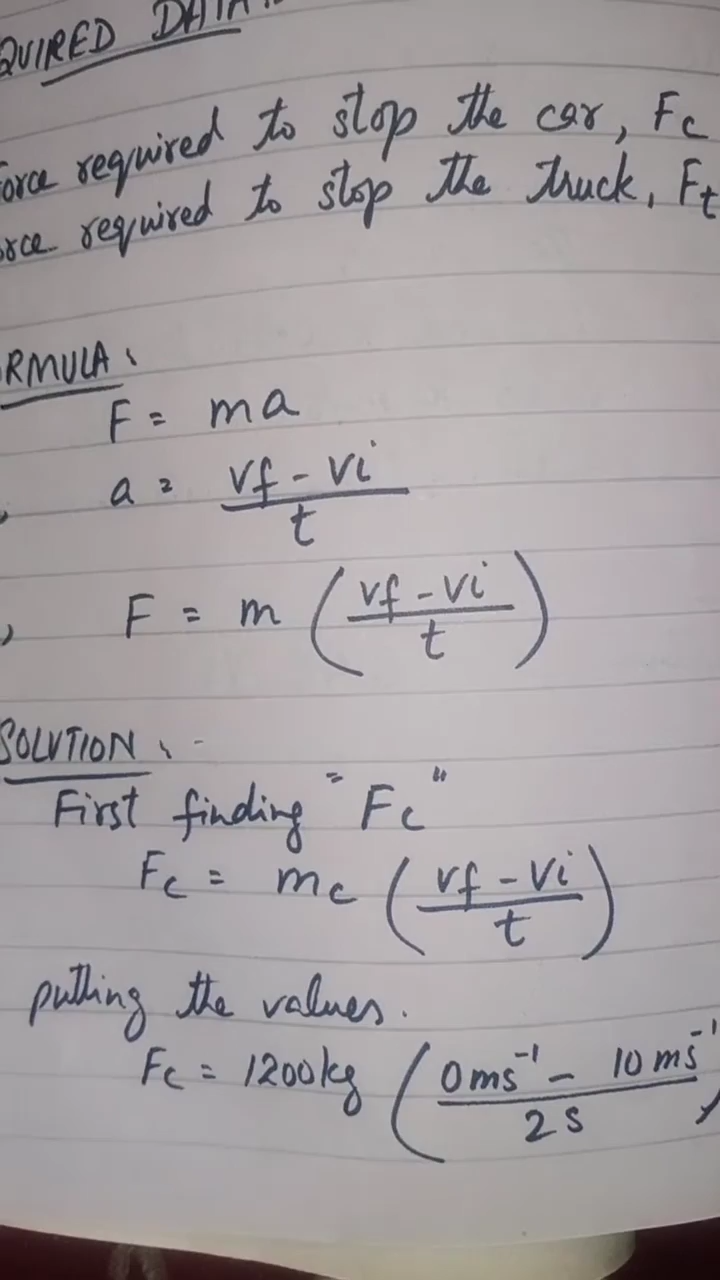 QUIRED DATA
orce required to stop the car, Fc
orce required to stop the truck, Ft
RMULA:
F = ma
a = vf - vi / t
F = m ( vf - vi / t )
SOLUTION :-
First finding "Fc"
Fc = mc ( vf - vi / t )
putting the values.
Fc = 1200kg ( 0ms⁻¹ - 10ms⁻¹ / 2s )